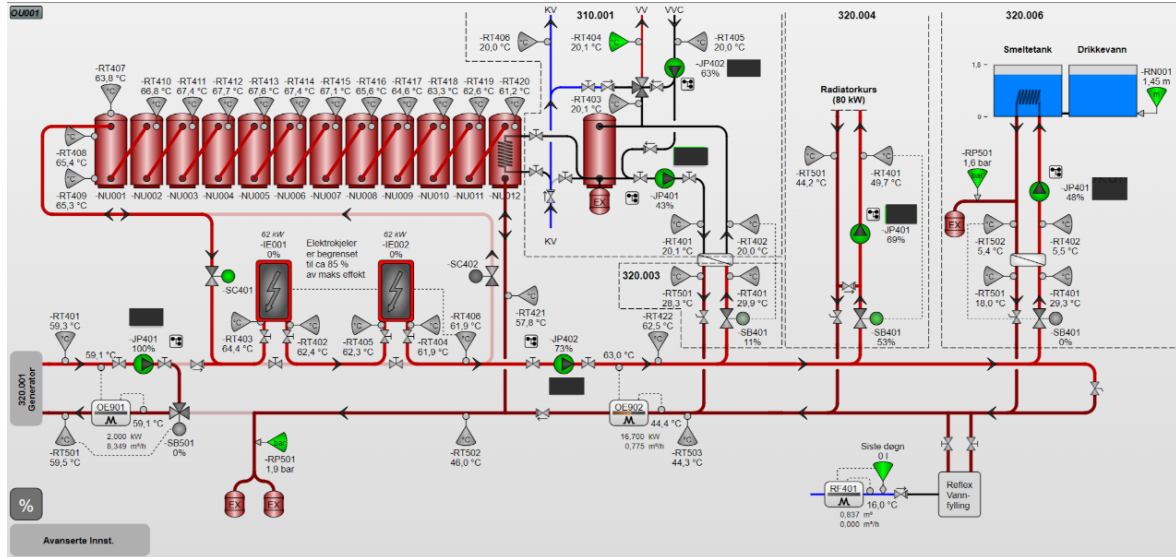 OU001
310.001
320.004
320.006
KV
VV
VVC
-RT406
20,0 °C
-RT404
20,1 °C
-RT405
20,0 °C
-JP402
63%
-RT403
20,1 °C
-RT407
63,8 °C
-RT410
66,8 °C
-RT411
67,4 °C
-RT412
67,7 °C
-RT413
67,6 °C
-RT414
67,4 °C
-RT415
67,1 °C
-RT416
65,6 °C
-RT417
64,6 °C
-RT418
63,3 °C
-RT419
62,6 °C
-RT420
61,2 °C
-RT408
65,4 °C
-RT409
65,3 °C
-NU001
-NU002
-NU003
-NU004
-NU005
-NU006
-NU007
-NU008
-NU009
-NU010
-NU011
-NU012
EX
-JP401
43%
KV
Radiatorkurs
(80 kW)
-RT501
44,2 °C
-RT401
49,7 °C
-JP401
69%
Smeltetank
Drikkevann
1,6
0
-RN001
1,45 m
m
-RP501
1,6 bar
bar
-JP401
48%
EX
-RT502
5,4 °C
-RT402
5,5 °C
-RT501
18,0 °C
-RT401
29,3 °C
-SB401
0%
-RT401
20,1 °C
-RT402
20,0 °C
320.003
-RT501
28,3 °C
-RT401
29,9 °C
-SB401
11%
-SB401
53%
62 kW
-IE001
0%
Elektrokjeler
er begrenset
til ca 85 %
av maks effekt
62 kW
-IE002
0%
-SC401
-SC402
-RT421
57,8 °C
-RT403
64,4 °C
-RT402
62,4 °C
-RT405
62,3 °C
-RT404
61,9 °C
-RT406
61,9 °C
-RT401
59,3 °C
-JP401
100%
59,1 °C
-JP402
73%
63,0 °C
-RT422
62,5 °C
320.001
Generator
OE901
59,1 °C
2,000 kW
8,349 m³/h
-SB501
0%
-RT501
59,5 °C
-RP501
1,9 bar
bar
EX
EX
-RT502
46,0 °C
OE902
44,4 °C
16,700 kW
0,775 m³/h
-RT503
44,3 °C
Siste døgn
0 l
RF401
16,0 °C
0,837 m³
0,000 m³/h
Reflex
Vann-
fylling
%
Avanserte Innst.